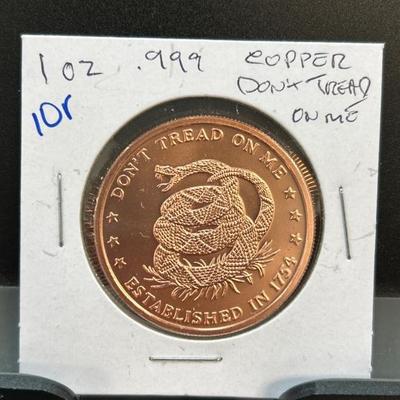 1 oz .999 COPPER
10r DON'T TREAD
ON ME
DON'T TREAD ON ME
ESTABLISHED IN 1754